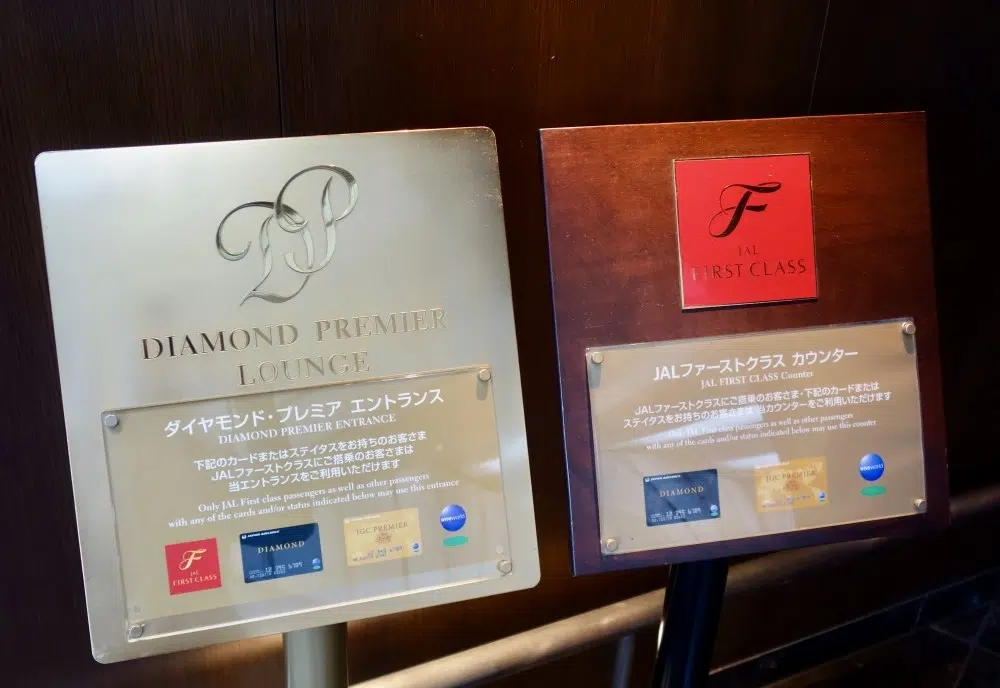 DIAMOND PREMIER
LOUNGE
ダイヤモンド・プレミア エントランス
DIAMOND PREMIER ENTRANCE
下記のカードまたはステイタスをお持ちのお客さま
JALファーストクラスにご搭乗のお客さまは
当エントランスをご利用いただけます
Only JAL First class passengers as well as other passengers
with any of the cards and/or status indicated below may use this entrance
F
JAL
FIRST CLASS
DIAMOND
JGC PREMIER
oneworld
F
JAL
FIRST CLASS
JALファーストクラス カウンター
JAL FIRST CLASS Counter
JALファーストクラスにご搭乗のお客さま・下記のカードまたは
ステイタスをお持ちのお客さまは 当カウンターをご利用いただけます
Only JAL First class passengers as well as other passengers
with any of the cards and/or status indicated below may use this counter
DIAMOND
JGC PREMIER
oneworld